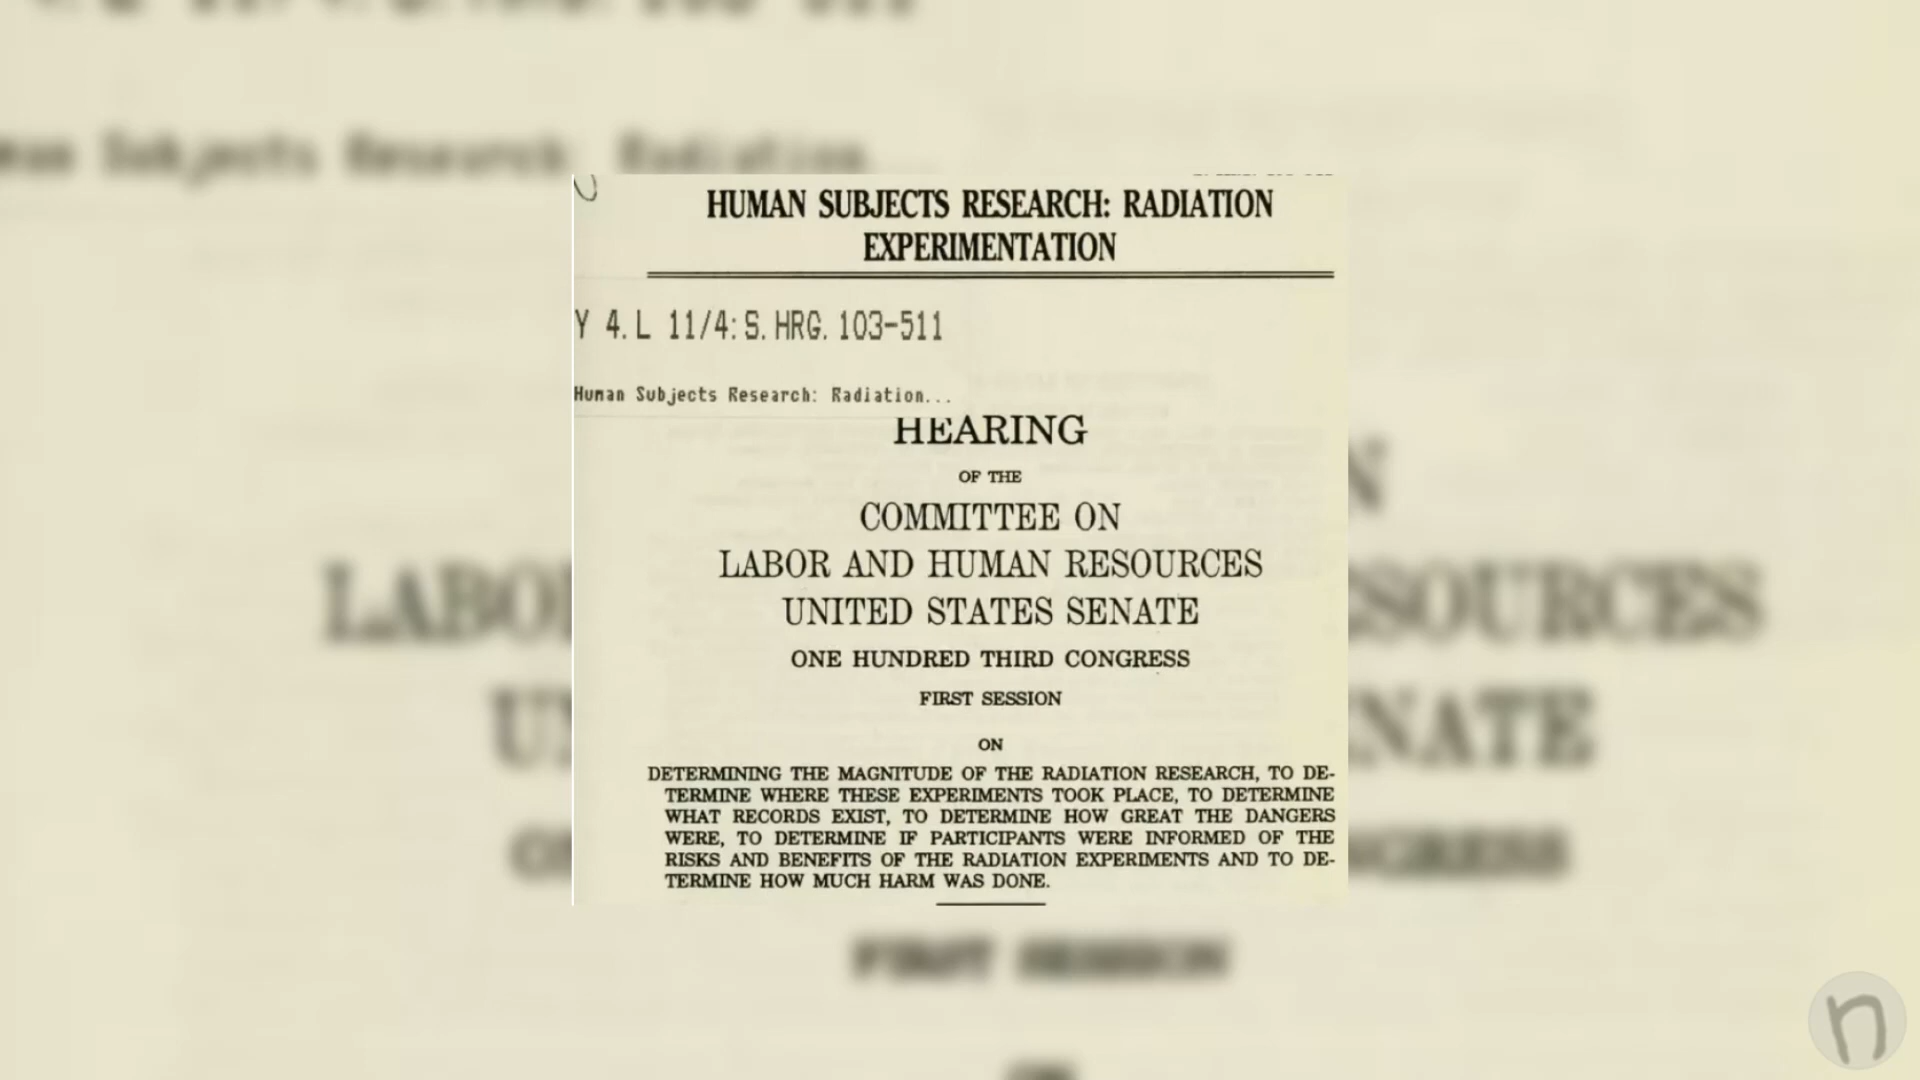 HUMAN SUBJECTS RESEARCH: RADIATION
EXPERIMENTATION
Y 4. L 11/4: S. HRG. 103-511
Human Subjects Research: Radiation...
HEARING
OF THE
COMMITTEE ON
LABOR AND HUMAN RESOURCES
UNITED STATES SENATE
ONE HUNDRED THIRD CONGRESS
FIRST SESSION
ON
DETERMINING THE MAGNITUDE OF THE RADIATION RESEARCH, TO DE-
TERMINE WHERE THESE EXPERIMENTS TOOK PLACE, TO DETERMINE
WHAT RECORDS EXIST, TO DETERMINE HOW GREAT THE DANGERS
WERE, TO DETERMINE IF PARTICIPANTS WERE INFORMED OF THE
RISKS AND BENEFITS OF THE RADIATION EXPERIMENTS AND TO DE-
TERMINE HOW MUCH HARM WAS DONE.
n